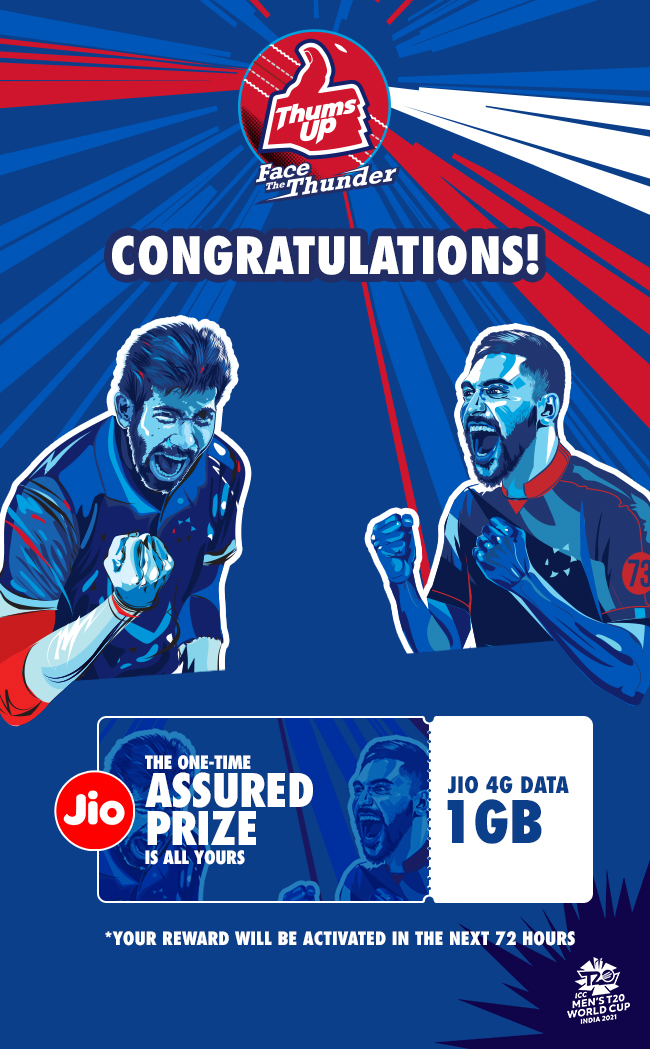 Thums
Up
Face
The Thunder
CONGRATULATIONS!
73
THE ONE-TIME
ASSURED
PRIZE
IS ALL YOURS
Jio
JIO 4G DATA
1GB
*YOUR REWARD WILL BE ACTIVATED IN THE NEXT 72 HOURS
T20
ICC
MEN'S T20
WORLD CUP
INDIA 2021